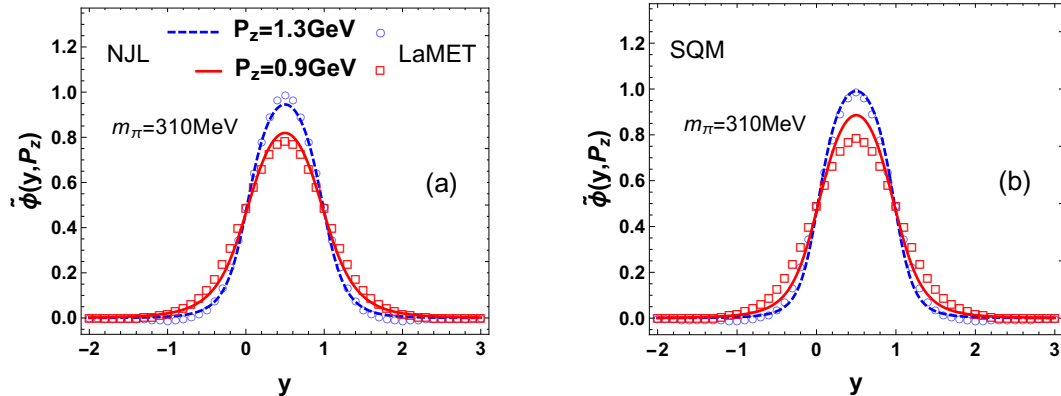 NJL
P_z=1.3GeV
P_z=0.9GeV
LaMET
m_π=310MeV
(a)
ϕ̃(y,P_z)
1.2
1.0
0.8
0.6
0.4
0.2
0.0
−2 −1 0 1 2 3
y
SQM
m_π=310MeV
(b)
ϕ̃(y,P_z)
1.2
1.0
0.8
0.6
0.4
0.2
0.0
−2 −1 0 1 2 3
y